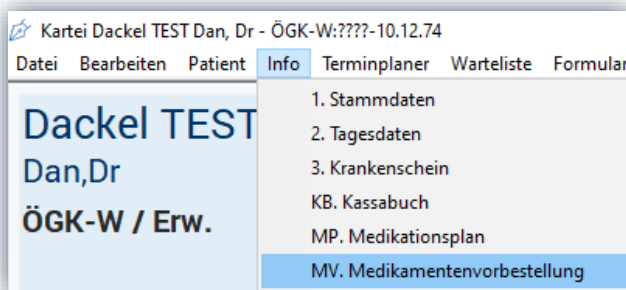 Kartei Dackel TEST Dan, Dr - ÖGK-W:????-10.12.74
Datei Bearbeiten Patient Info Terminplaner Warteliste Formular
Dackel TEST
Dan,Dr
ÖGK-W / Erw.
1. Stammdaten
2. Tagesdaten
3. Krankenschein
KB. Kassabuch
MP. Medikationsplan
MV. Medikamentenvorbestellung